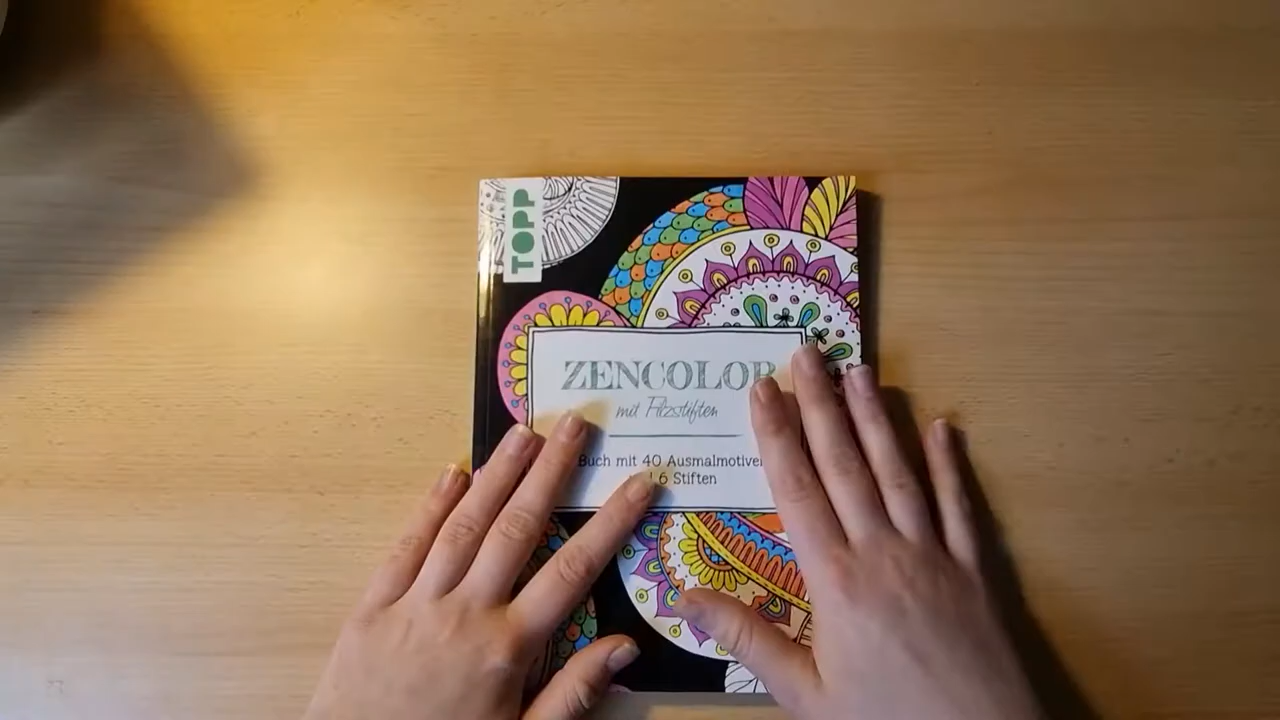 TOPP
ZENCOLOR
mit Filzstiften
Buch mit 40 Ausmalmotiven
6 Stiften